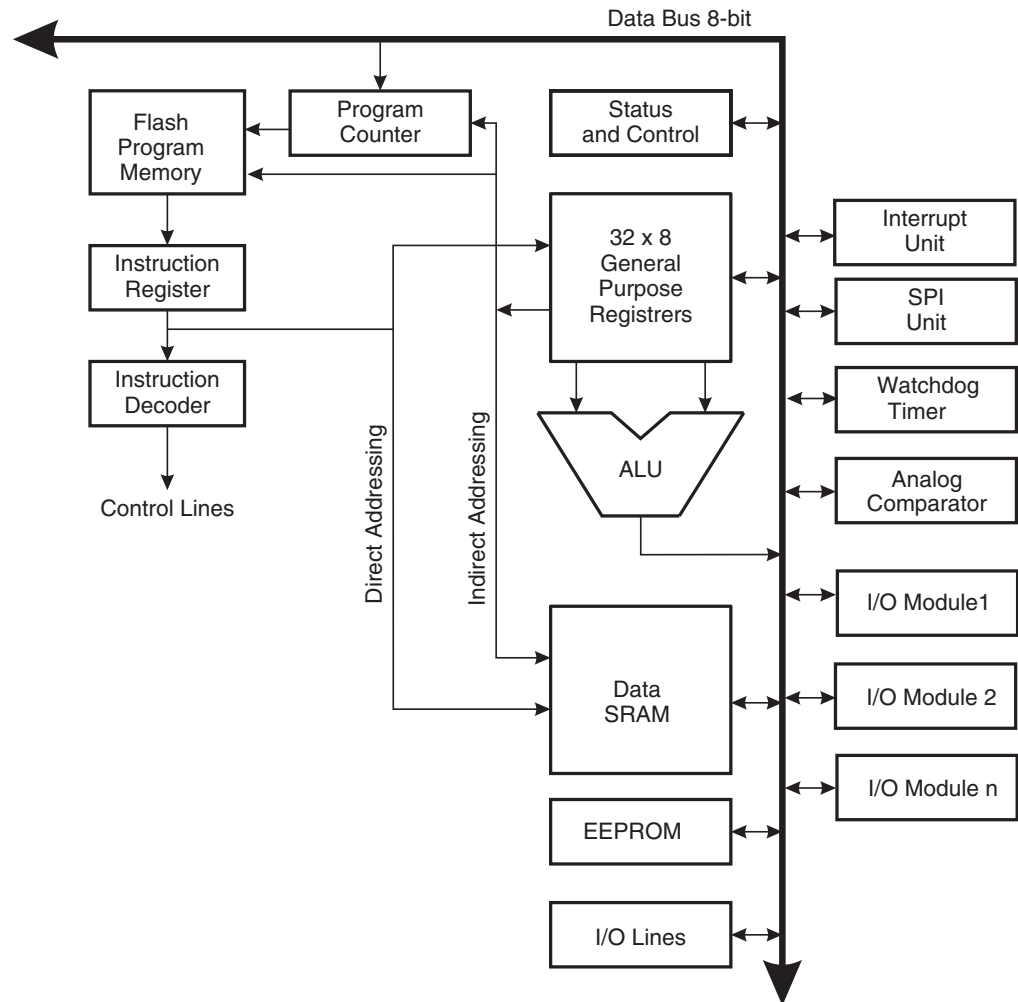 Data Bus 8-bit
Flash
Program
Memory
Program
Counter
Status
and Control
Instruction
Register
32 x 8
General
Purpose
Registrers
Interrupt
Unit
SPI
Unit
Instruction
Decoder
Watchdog
Timer
Control Lines
Direct Addressing
Indirect Addressing
ALU
Analog
Comparator
I/O Module1
Data
SRAM
I/O Module 2
I/O Module n
EEPROM
I/O Lines